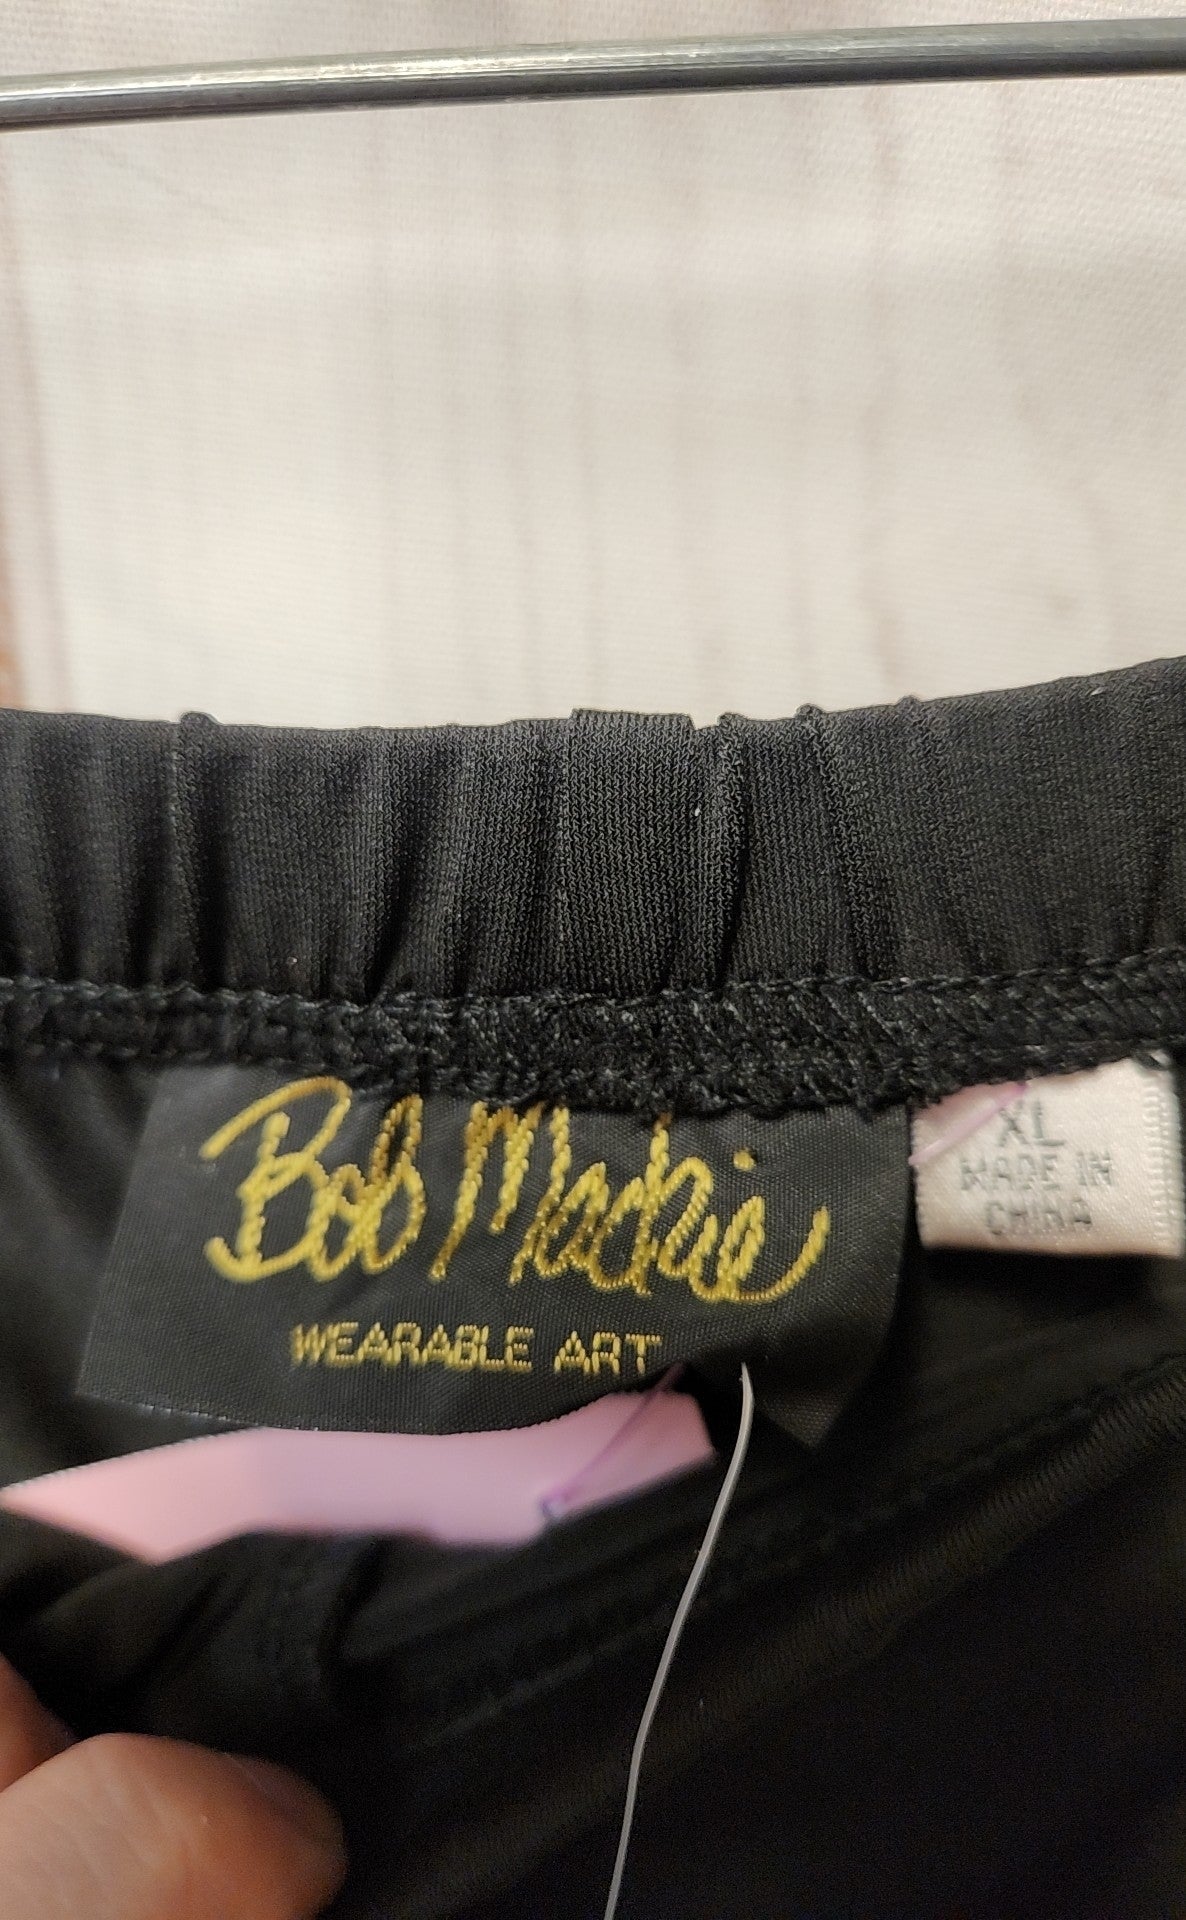 Bob Mackie
WEARABLE ART
XL
MADE IN
CHINA